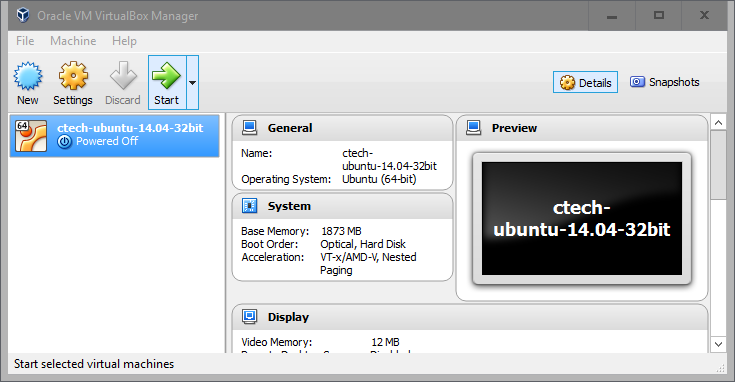 Oracle VM VirtualBox Manager
File Machine Help
New Settings Discard Start Details Snapshots
64 ctech-ubuntu-14.04-32bit
Powered Off
General
Name: ctech-
ubuntu-14.04-32bit
Operating System: Ubuntu (64-bit)
System
Base Memory: 1873 MB
Boot Order: Optical, Hard Disk
Acceleration: VT-x/AMD-V, Nested
Paging
Preview
ctech-
ubuntu-14.04-32bit
Display
Video Memory: 12 MB
Start selected virtual machines